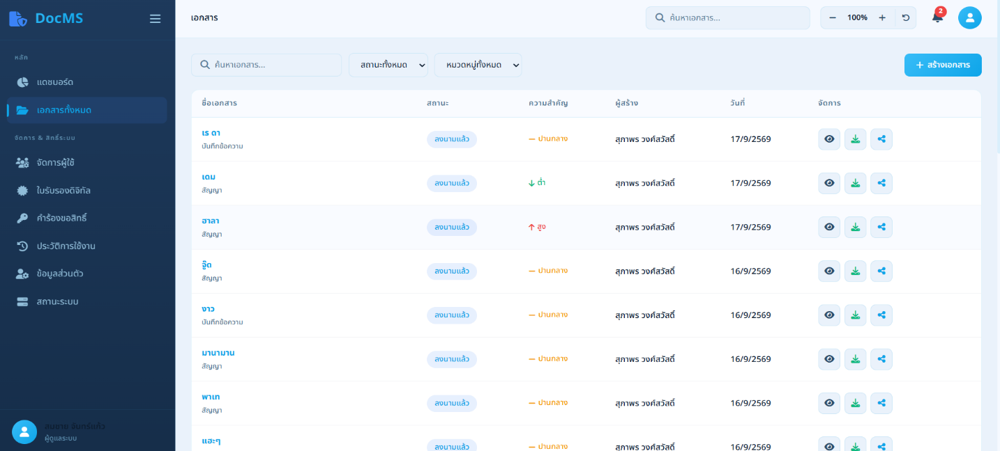 DocMS
หลัก
แดชบอร์ด
เอกสารทั้งหมด
จัดการ & สิทธิ์ระบบ
จัดการผู้ใช้
ใบรับรองดิจิทัล
คำร้องขอสิทธิ์
ประวัติการใช้งาน
ข้อมูลส่วนตัว
สถานะระบบ
สมชาย จันทร์แก้ว
ผู้ดูแลระบบ
เอกสาร
ค้นหาเอกสาร...
100%
2
ค้นหาเอกสาร...
สถานะทั้งหมด
หมวดหมู่ทั้งหมด
สร้างเอกสาร
ชื่อเอกสาร สถานะ ความสำคัญ ผู้สร้าง วันที่ จัดการ
เร ดา
บันทึกข้อความ
ลงนามแล้ว ปานกลาง สุภาพร วงศ์สวัสดิ์ 17/9/2569
เดม
สัญญา
ลงนามแล้ว ต่ำ สุภาพร วงศ์สวัสดิ์ 17/9/2569
ฮาลา
สัญญา
ลงนามแล้ว สูง สุภาพร วงศ์สวัสดิ์ 17/9/2569
จู๊ด
สัญญา
ลงนามแล้ว ปานกลาง สุภาพร วงศ์สวัสดิ์ 16/9/2569
งาว
บันทึกข้อความ
ลงนามแล้ว ปานกลาง สุภาพร วงศ์สวัสดิ์ 16/9/2569
มานามาน
สัญญา
ลงนามแล้ว ปานกลาง สุภาพร วงศ์สวัสดิ์ 16/9/2569
พาเท
สัญญา
ลงนามแล้ว ปานกลาง สุภาพร วงศ์สวัสดิ์ 16/9/2569
แฮะๆ
ลงนามแล้ว ปานกลาง สุภาพร วงศ์สวัสดิ์ 16/9/2569